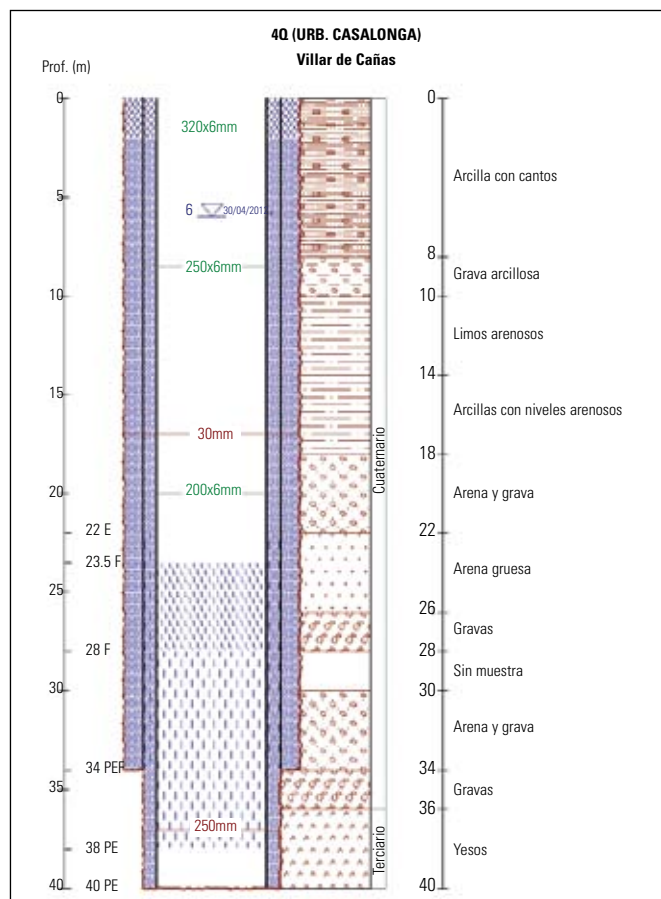 4Q (URB. CASALONGA)
Villar de Cañas
Prof. (m)
0
5
10
15
20
22 E
23.5 F
25
28 F
30
34 PEF
35
38 PE
40
40 PE
320x6mm
6
30/04/2012
250x6mm
30mm
200x6mm
250mm
Cuaternario
Terciario
0
Arcilla con cantos
8
Grava arcillosa
10
Limos arenosos
14
Arcillas con niveles arenosos
18
Arena y grava
22
Arena gruesa
26
Gravas
28
Sin muestra
30
Arena y grava
34
Gravas
36
Yesos
40